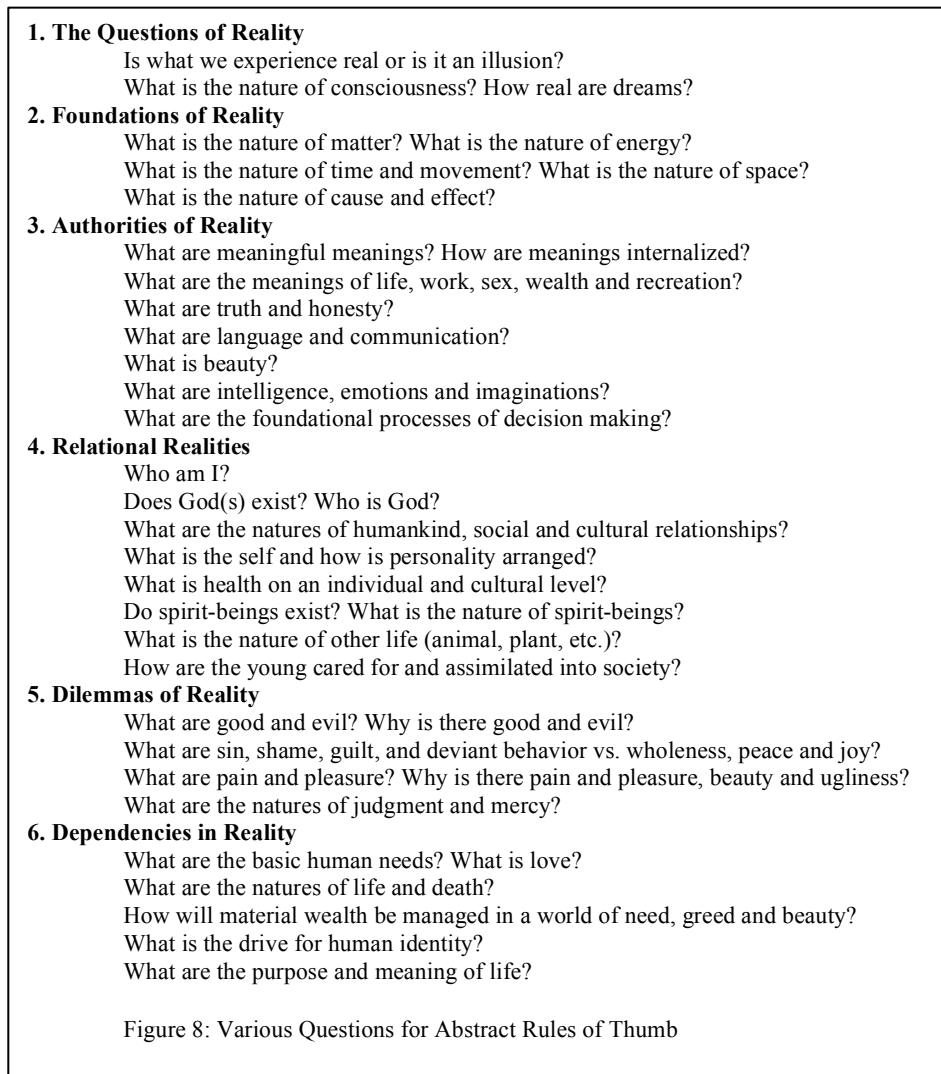 1. The Questions of Reality
Is what we experience real or is it an illusion?
What is the nature of consciousness? How real are dreams?
2. Foundations of Reality
What is the nature of matter? What is the nature of energy?
What is the nature of time and movement? What is the nature of space?
What is the nature of cause and effect?
3. Authorities of Reality
What are meaningful meanings? How are meanings internalized?
What are the meanings of life, work, sex, wealth and recreation?
What are truth and honesty?
What are language and communication?
What is beauty?
What are intelligence, emotions and imaginations?
What are the foundational processes of decision making?
4. Relational Realities
Who am I?
Does God(s) exist? Who is God?
What are the natures of humankind, social and cultural relationships?
What is the self and how is personality arranged?
What is health on an individual and cultural level?
Do spirit-beings exist? What is the nature of spirit-beings?
What is the nature of other life (animal, plant, etc.)?
How are the young cared for and assimilated into society?
5. Dilemmas of Reality
What are good and evil? Why is there good and evil?
What are sin, shame, guilt, and deviant behavior vs. wholeness, peace and joy?
What are pain and pleasure? Why is there pain and pleasure, beauty and ugliness?
What are the natures of judgment and mercy?
6. Dependencies in Reality
What are the basic human needs? What is love?
What are the natures of life and death?
How will material wealth be managed in a world of need, greed and beauty?
What is the drive for human identity?
What are the purpose and meaning of life?
Figure 8: Various Questions for Abstract Rules of Thumb